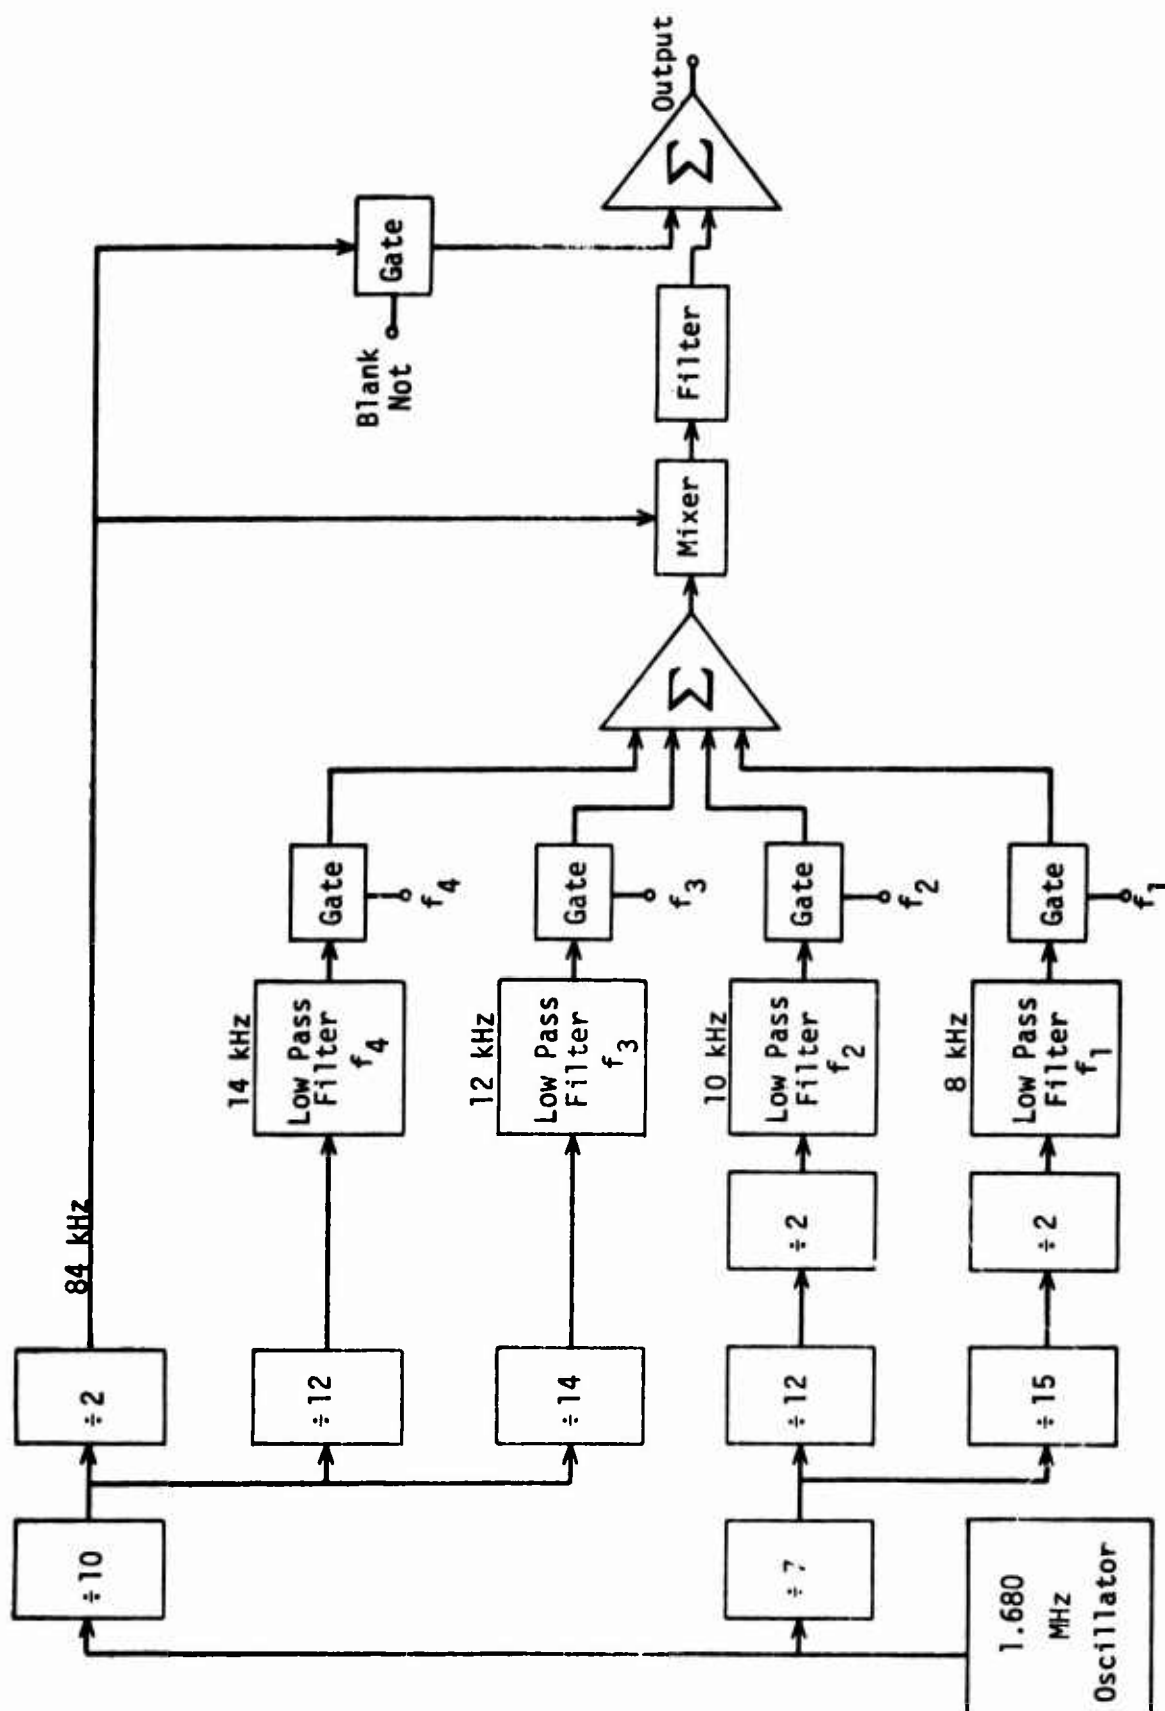 84 kHz
÷10
÷2
Blank
Not
Gate
14 kHz
÷12
Low Pass
Filter
f4
Gate
f4
12 kHz
÷14
Low Pass
Filter
f3
Gate
f3
Σ
Mixer
Filter
Σ
Output
10 kHz
÷7
÷12
÷2
Low Pass
Filter
f2
Gate
f2
8 kHz
1.680
MHz
Oscillator
÷15
÷2
Low Pass
Filter
f1
Gate
f1